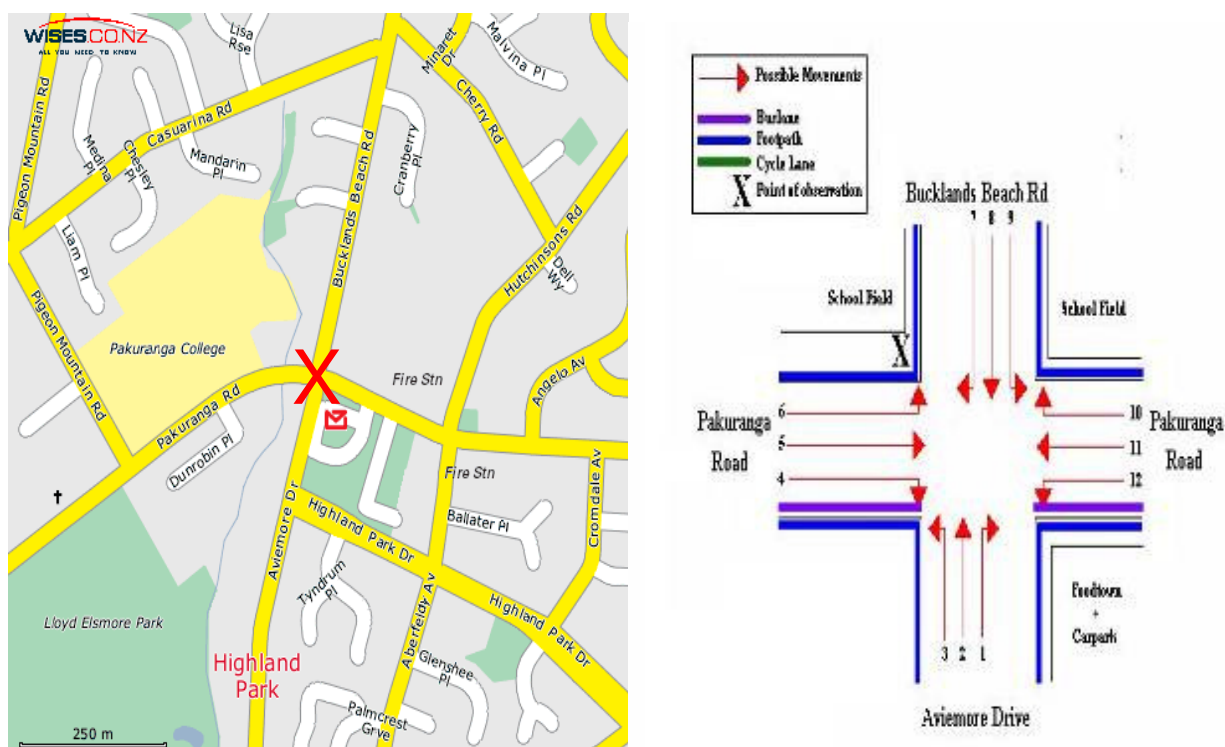 WISES.CO.NZ
ALL YOU NEED TO KNOW
Pigeon Mountain Rd
Lisa
Rse
Malvina Pl
Minaret
Dr
Casuarina Rd
Cherry Rd
Medina
Pl
Chesley
Pl
Mandarin
Pl
Cranberry
Pl
Bucklands Beach Rd
Hutchinsons Rd
Liam Pl
Dell
Wy
Pigeon Mountain Rd
Pakuranga College
X
Fire Stn
Angelo Av
Pakuranga Rd
Dunrobin Pl
Fire Stn
Cromdale Av
Aviemore Dr
Highland Park Dr
Ballater Pl
Tyndrum
Pl
Aberfeldy Av
Highland Park Dr
Lloyd Elsmore Park
Highland
Park
Glenshee
Pl
Palmcrest
Grve
250 m
Possible Movements
Buslane
Footpath
Cycle Lane
X Point of observation
Bucklands Beach Rd
7 8 9
School Field
School Field
X
6
10
Pakuranga
Road
5
11
Pakuranga
Road
4
12
Foodtown
+
Carpark
3 2 1
Aviemore Drive